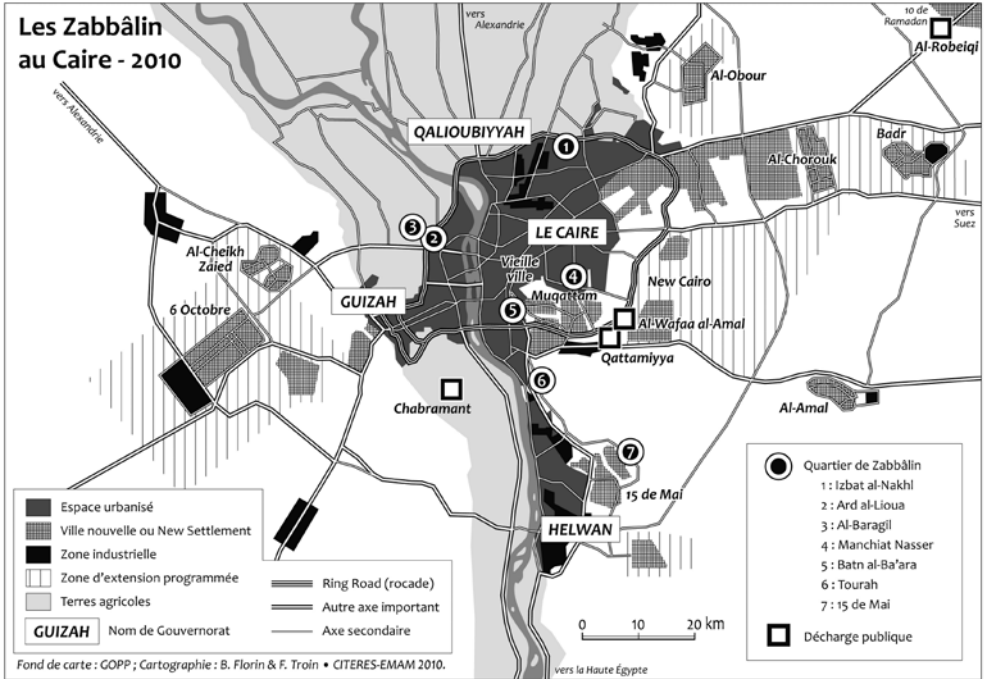 Les Zabbâlin
au Caire - 2010
vers
Alexandrie
10 de
Ramadan
Al-Robeiqi
Al-Obour
vers Alexandrie
QALIOUBIYYAH
1
Al-Chorouk
Badr
3
2
LE CAIRE
vers
Suez
Al-Cheikh
Zaied
Vieille
ville
4
New Cairo
6 Octobre
GUIZAH
Muqattam
5
Al-Wafaa al-Amal
Qattamiyya
6
Chabramant
Al-Amal
7
15 de Mai
HELWAN
Espace urbanisé
Ville nouvelle ou New Settlement
Zone industrielle
Zone d'extension programmée
Terres agricoles
GUIZAH Nom de Gouvernorat
Ring Road (rocade)
Autre axe important
Axe secondaire
0 10 20 km
Quartier de Zabbâlîn
1 : Izbat al-Nakhl
2 : Ard al-Lioua
3 : Al-Baragil
4 : Manchiat Nasser
5 : Batn al-Ba'ara
6 : Tourah
7 : 15 de Mai
Décharge publique
Fond de carte : GOPP ; Cartographie : B. Florin & F. Troin • CITERES-EMAM 2010.
vers la Haute Égypte